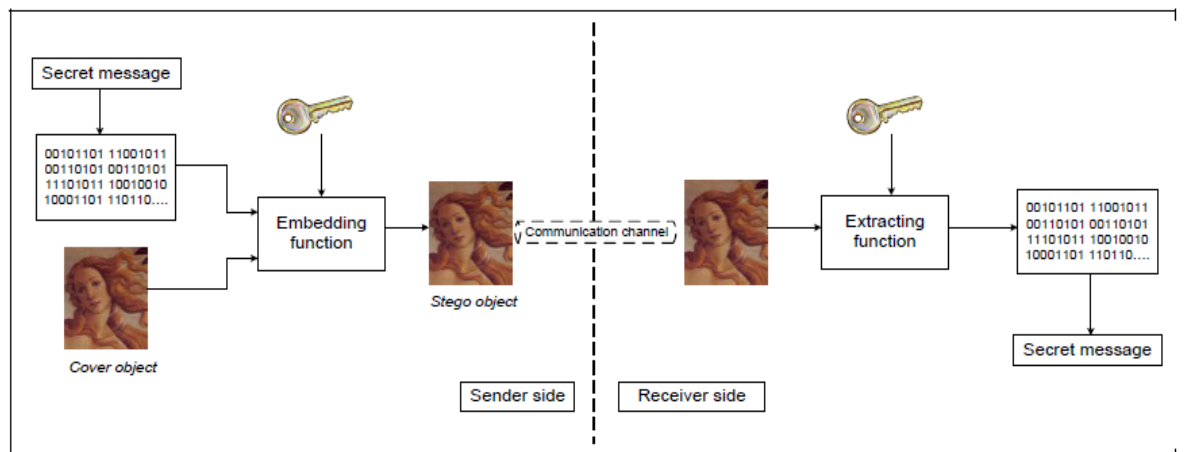 Secret message
00101101 11001011
00110101 00110101
11101011 10010010
10001101 110110....
Cover object
Embedding
function
Stego object
Communication channel
Sender side
Receiver side
Extracting
function
00101101 11001011
00110101 00110101
11101011 10010010
10001101 110110....
Secret message